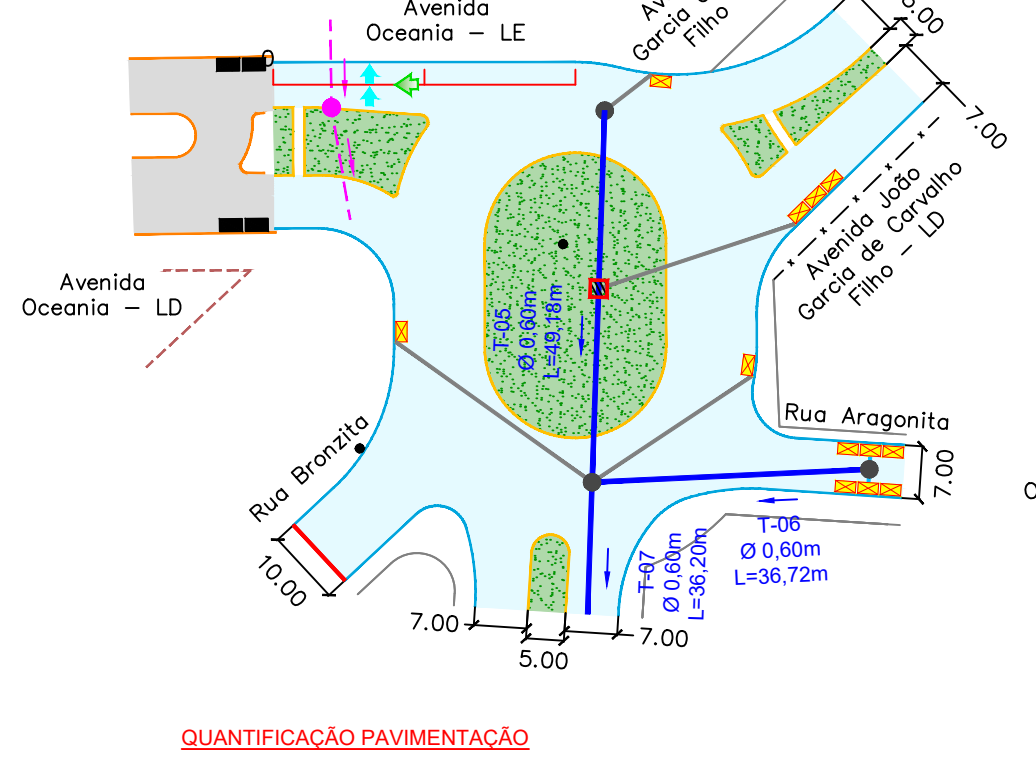 Avenida
Oceania – LE
Garcia
Filho
5.00
7.00
0
Avenida João
Garcia de Carvalho
Filho – LD
Avenida
Oceania – LD
T-05
Ø 0,60m
L=49,18m
Rua Aragonita
7.00
Rua Bronzita
10.00
T-06
Ø 0,60m
L=36,72m
T-07
Ø 0,60m
L=36,20m
7.00
5.00
7.00
QUANTIFICAÇÃO PAVIMENTAÇÃO